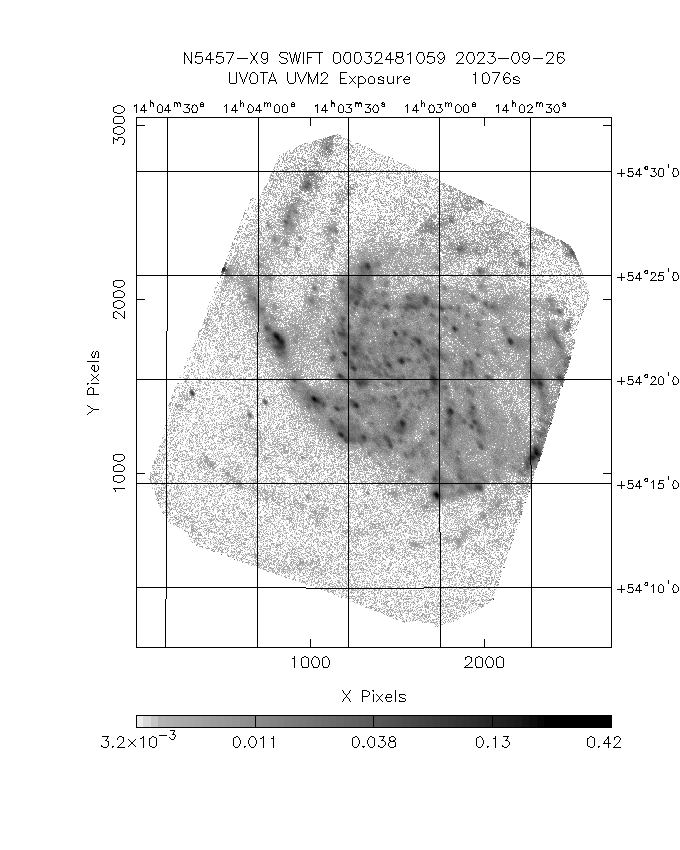 N5457-X9 SWIFT 00032481059 2023-09-26
UVOTA UVM2 Exposure 1076s
14ʰ04ᵐ30ˢ 14ʰ04ᵐ00ˢ 14ʰ03ᵐ30ˢ 14ʰ03ᵐ00ˢ 14ʰ02ᵐ30ˢ
3000
+54°30'0
+54°25'0
2000
+54°20'0
Y Pixels
1000
+54°15'0
+54°10'0
1000 2000
X Pixels
3.2×10⁻³ 0.011 0.038 0.13 0.42